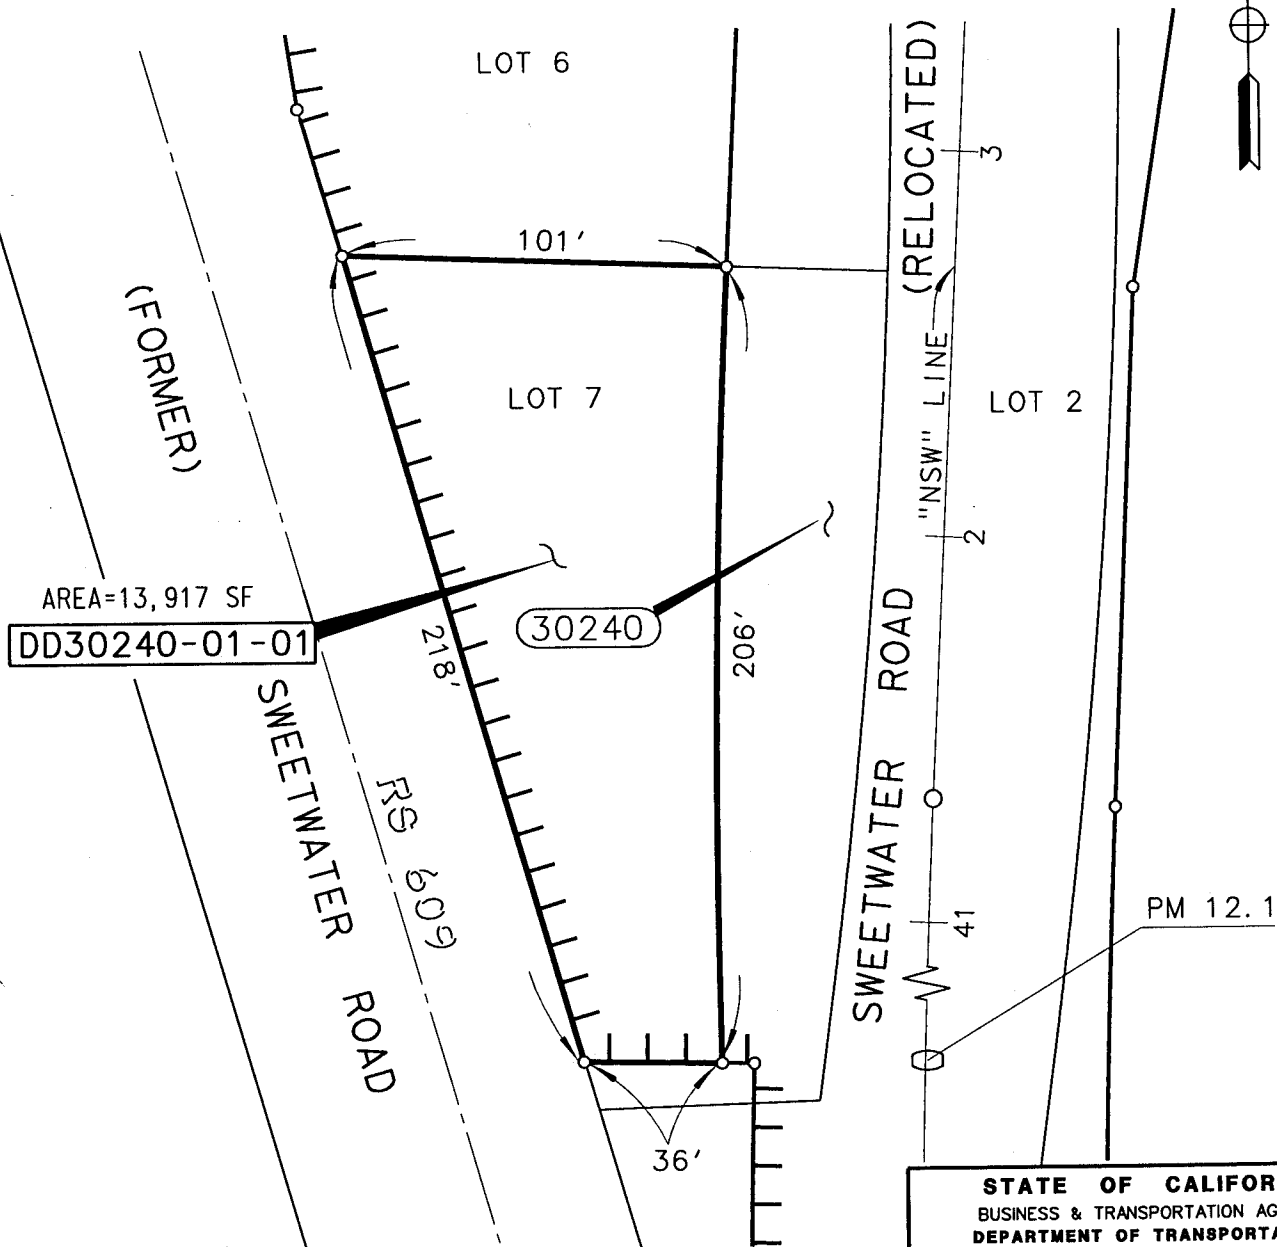 LOT 6
(RELOCATED)
3
101'
(FORMER)
"NSW" LINE
LOT 7
LOT 2
2
AREA=13,917 SF
DD30240-01-01
218'
30240
206'
SWEETWATER ROAD
RS 609
SWEETWATER ROAD
41
PM 12.1
36'
STATE OF CALIFOR
BUSINESS & TRANSPORTATION AG
DEPARTMENT OF TRANSPORTA